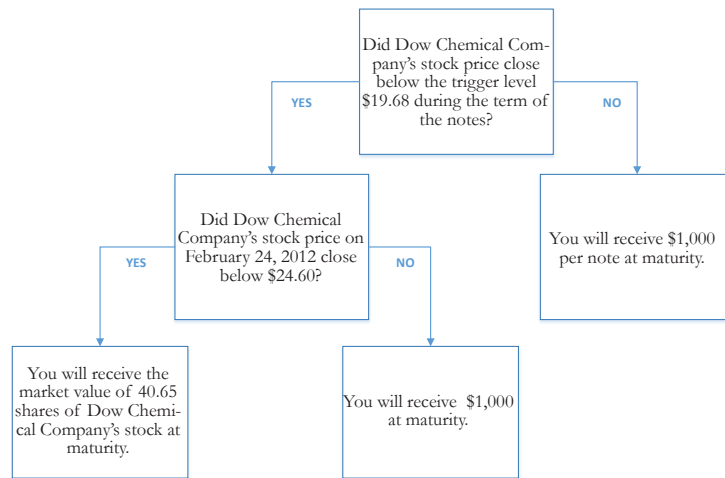 Did Dow Chemical Com-
pany's stock price close
below the trigger level
$19.68 during the term of
the notes?
YES
NO
Did Dow Chemical
Company's stock price on
February 24, 2012 close
below $24.60?
You will receive $1,000
per note at maturity.
YES
NO
You will receive the
market value of 40.65
shares of Dow Chemi-
cal Company's stock at
maturity.
You will receive $1,000
at maturity.